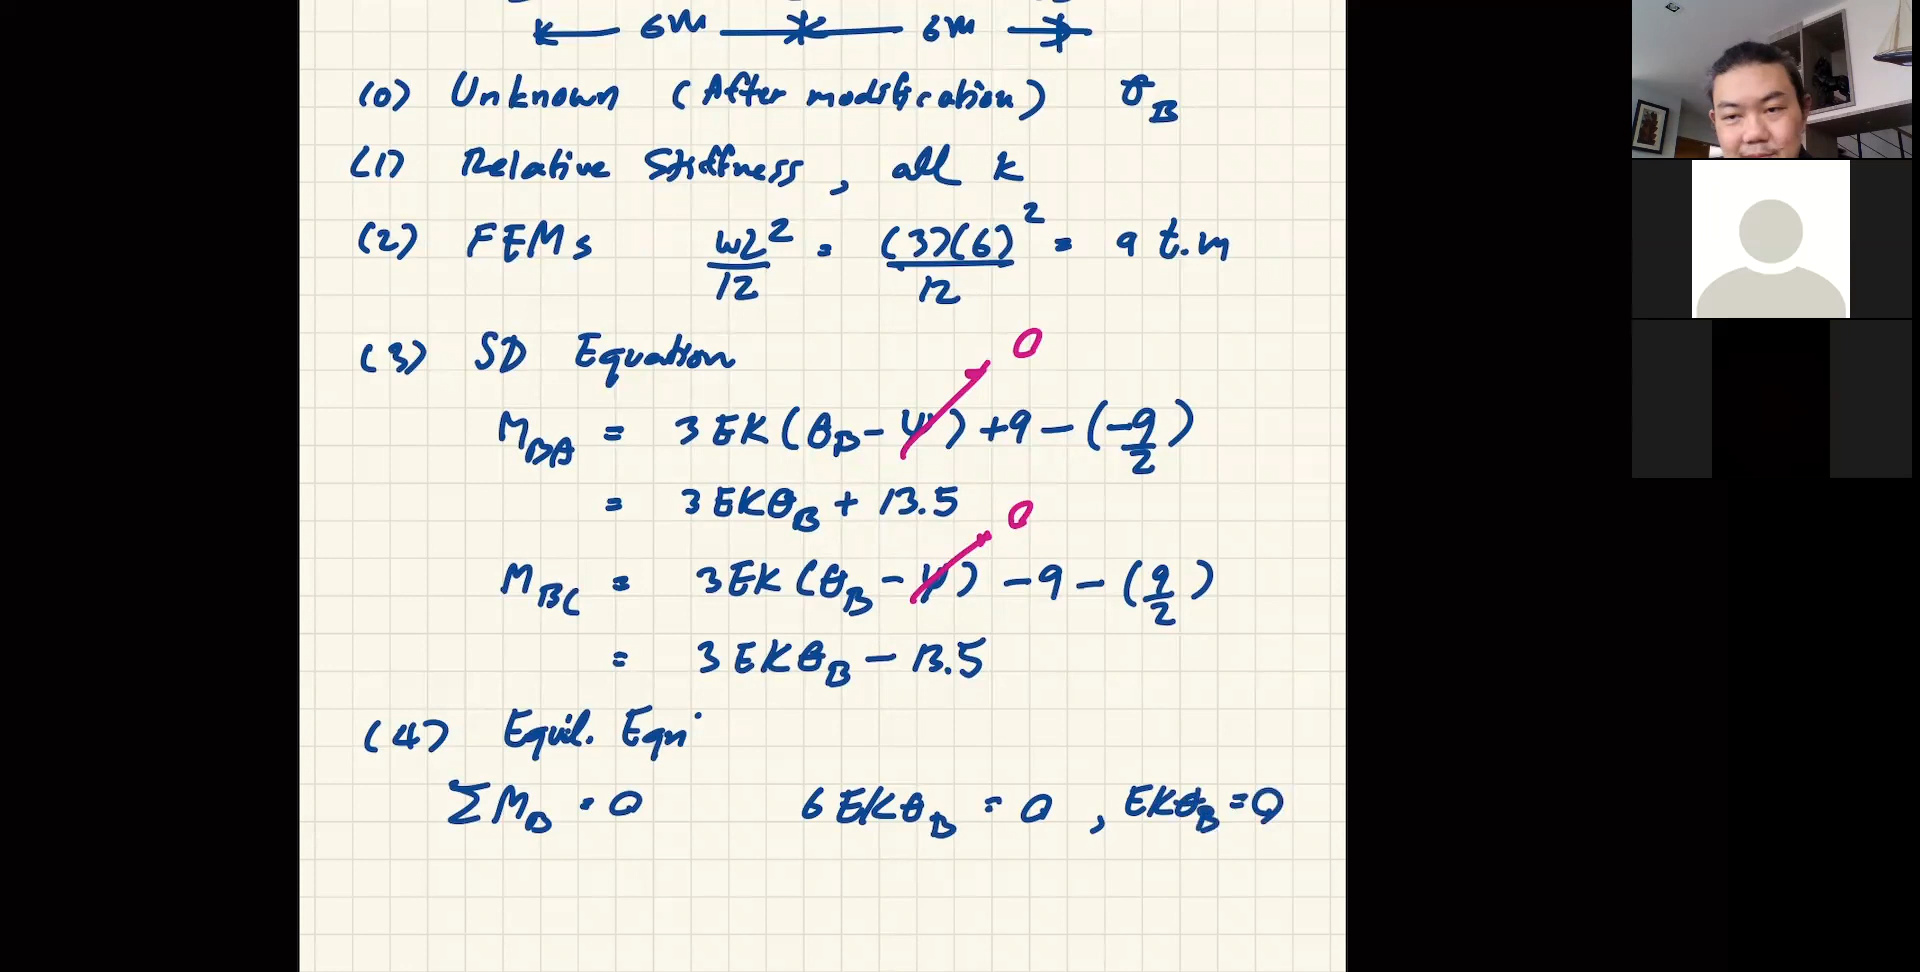 6m 6m
(0) Unknown (After modification) θB
(1) Relative Stiffness, all k
(2) FEMs wL²/12 = (3)(6)²/12 = 9 t.m
(3) SD Equation
0
MBA = 3EK(θB - Ψ) + 9 - (-9/2)
= 3EKθB + 13.5
0
MBC = 3EK(θB - Ψ) - 9 - (9/2)
= 3EKθB - 13.5
(4) Equil. Eqn.
ΣMB = 0 6EKθB = 0, EKθB = 0